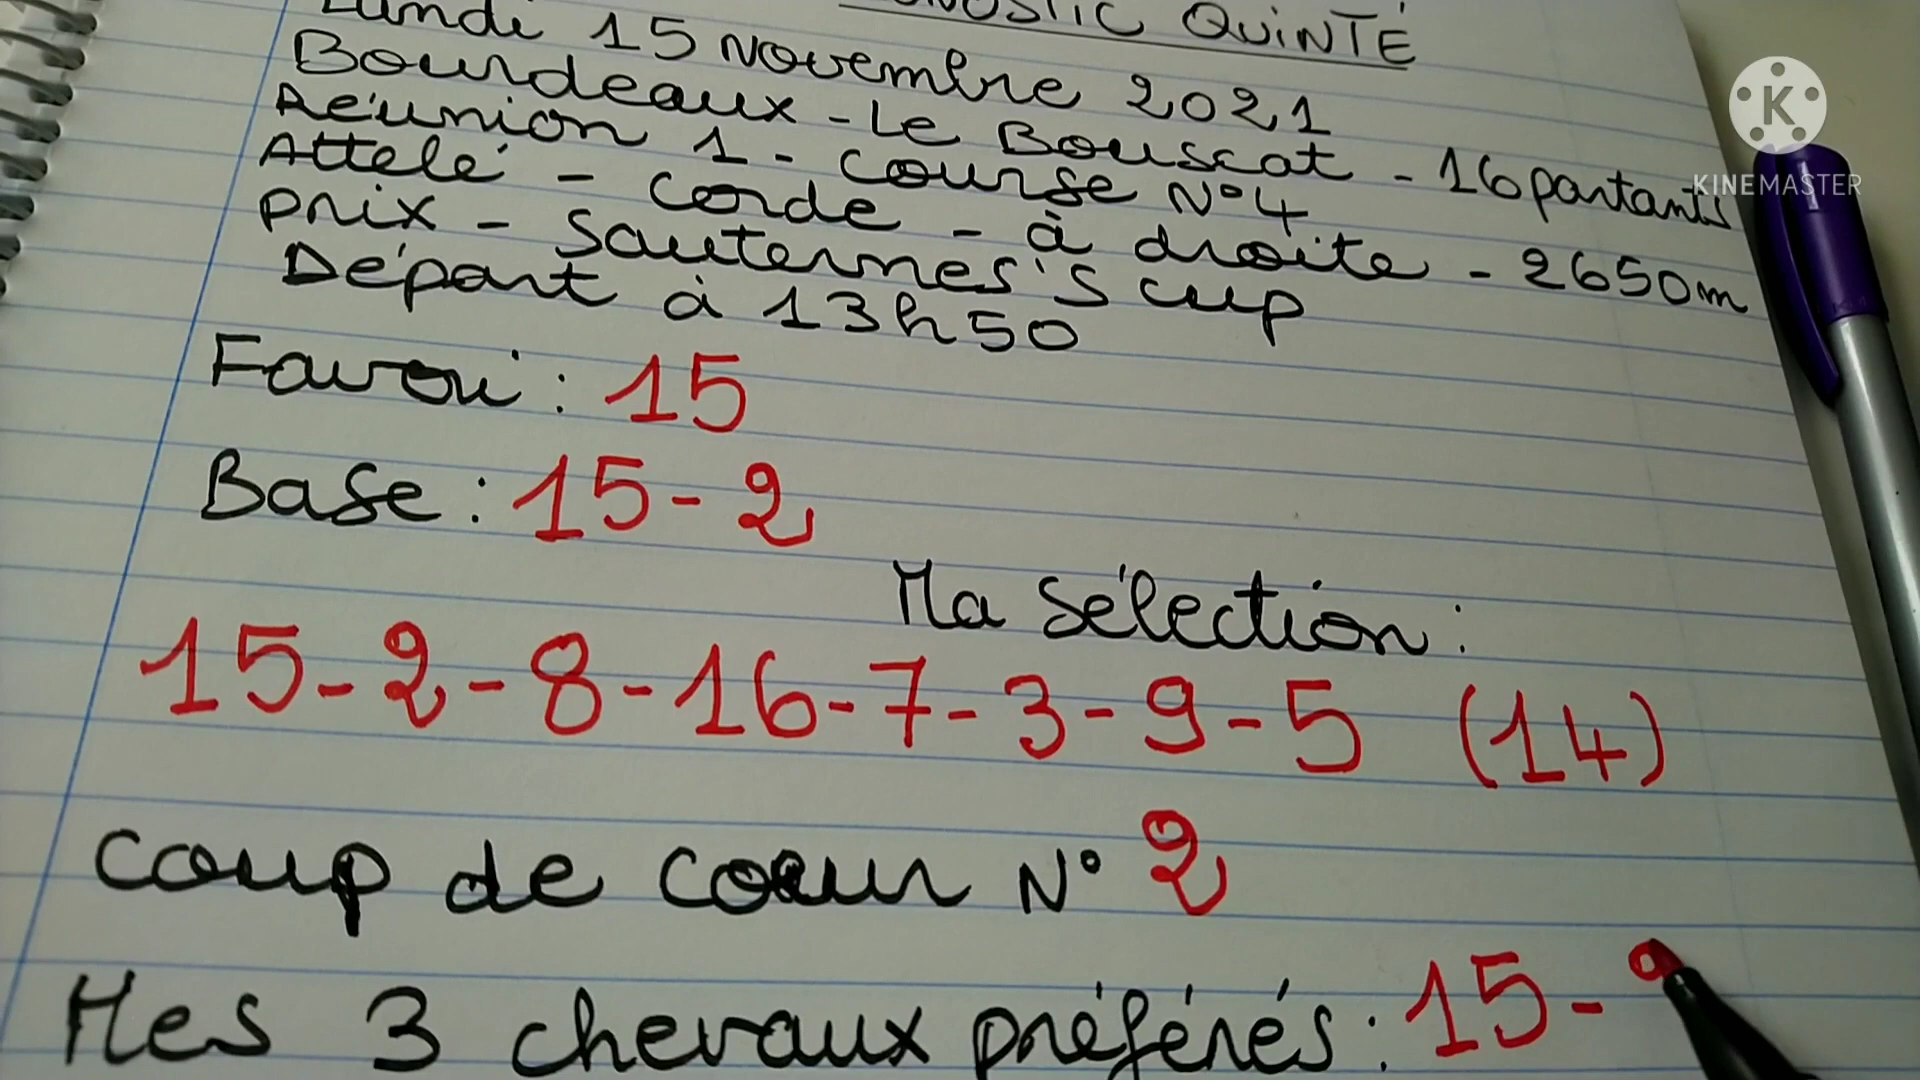 QUINTÉ
Lundi 15 Novembre 2021
Bourdeaux - Le Bouscat - 16 partants
Réunion 1 - course N°4
Attelé - corde - à droite - 2650m
prix - Sauternes's cup
Départ à 13h50
Favori : 15
Base : 15 - 2
Ma sélection :
15 - 2 - 8 - 16 - 7 - 3 - 9 - 5 (14)
coup de coeur N° 2
Mes 3 chevaux préférés : 15 -
K
KINEMASTER